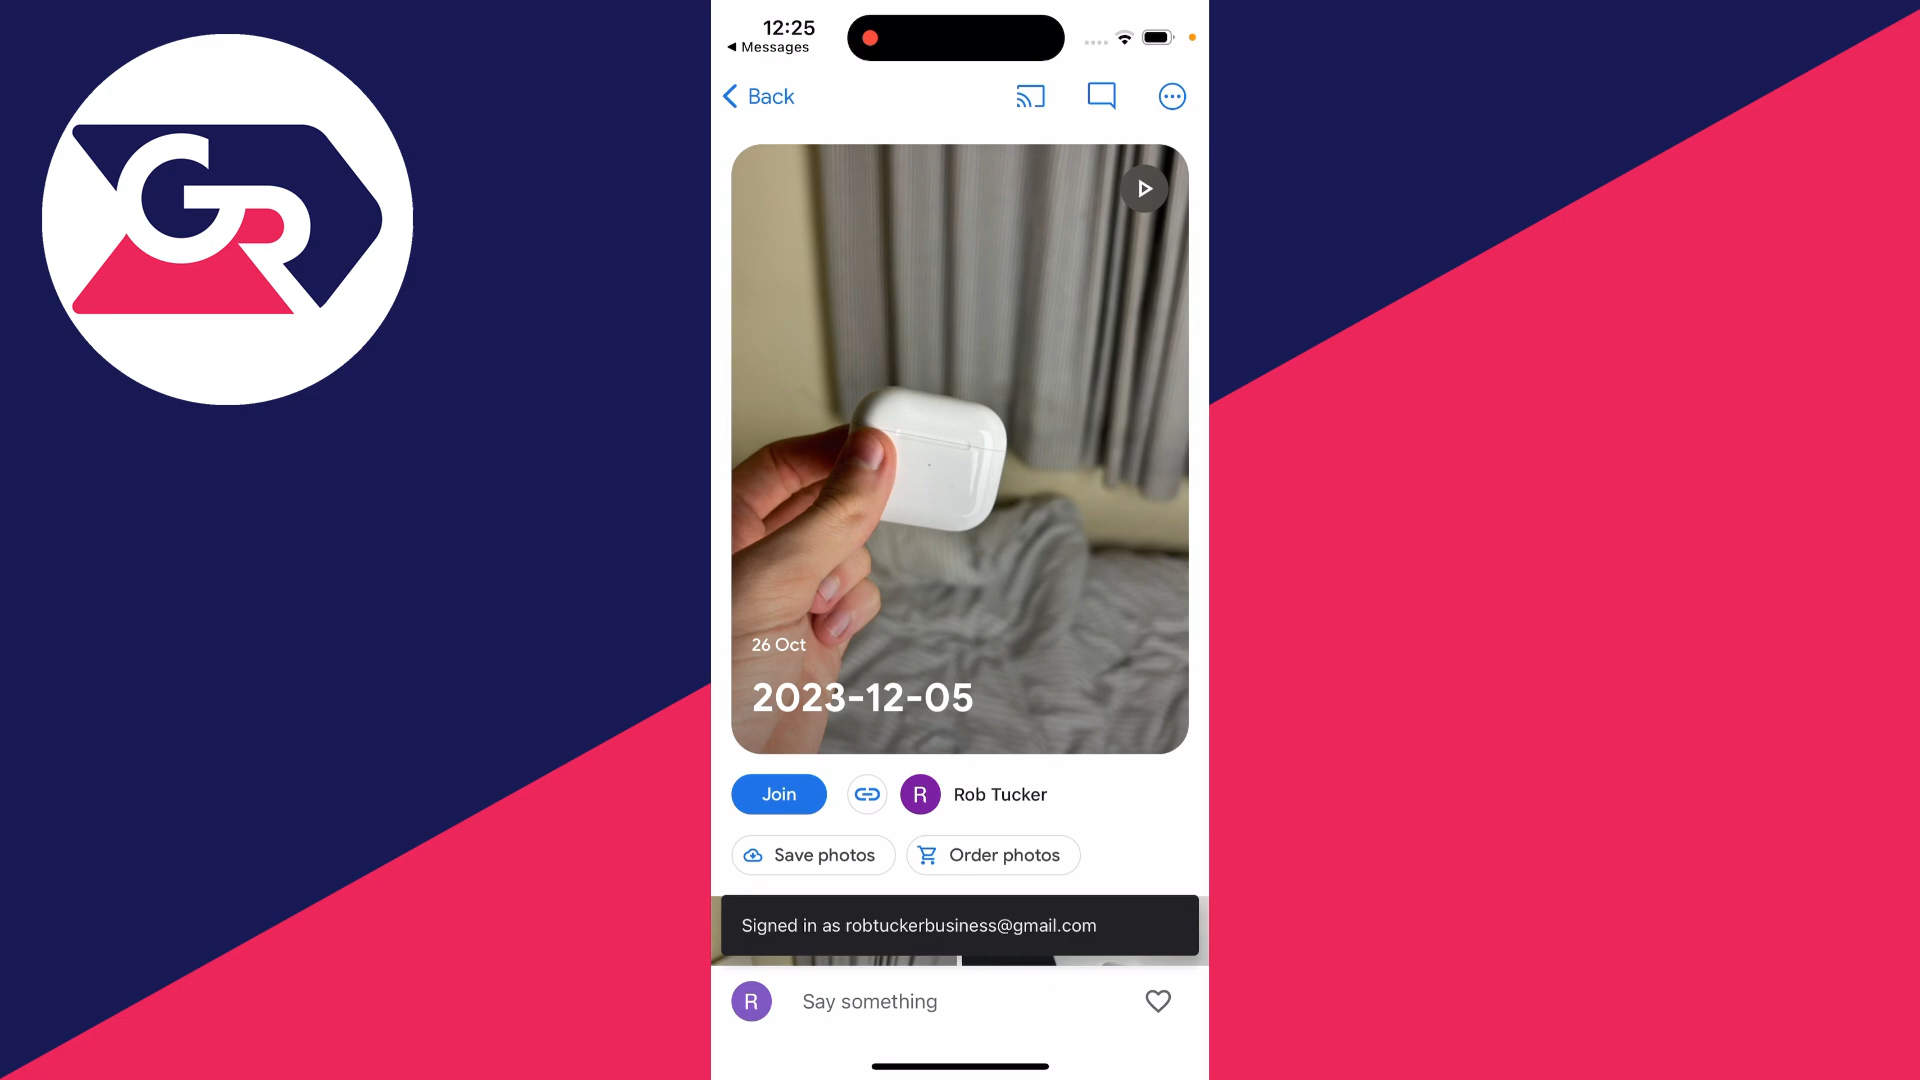 GR
12:25
Messages
Back
26 Oct
2023-12-05
Join
R
Rob Tucker
Save photos
Order photos
Signed in as robtuckerbusiness@gmail.com
R
Say something